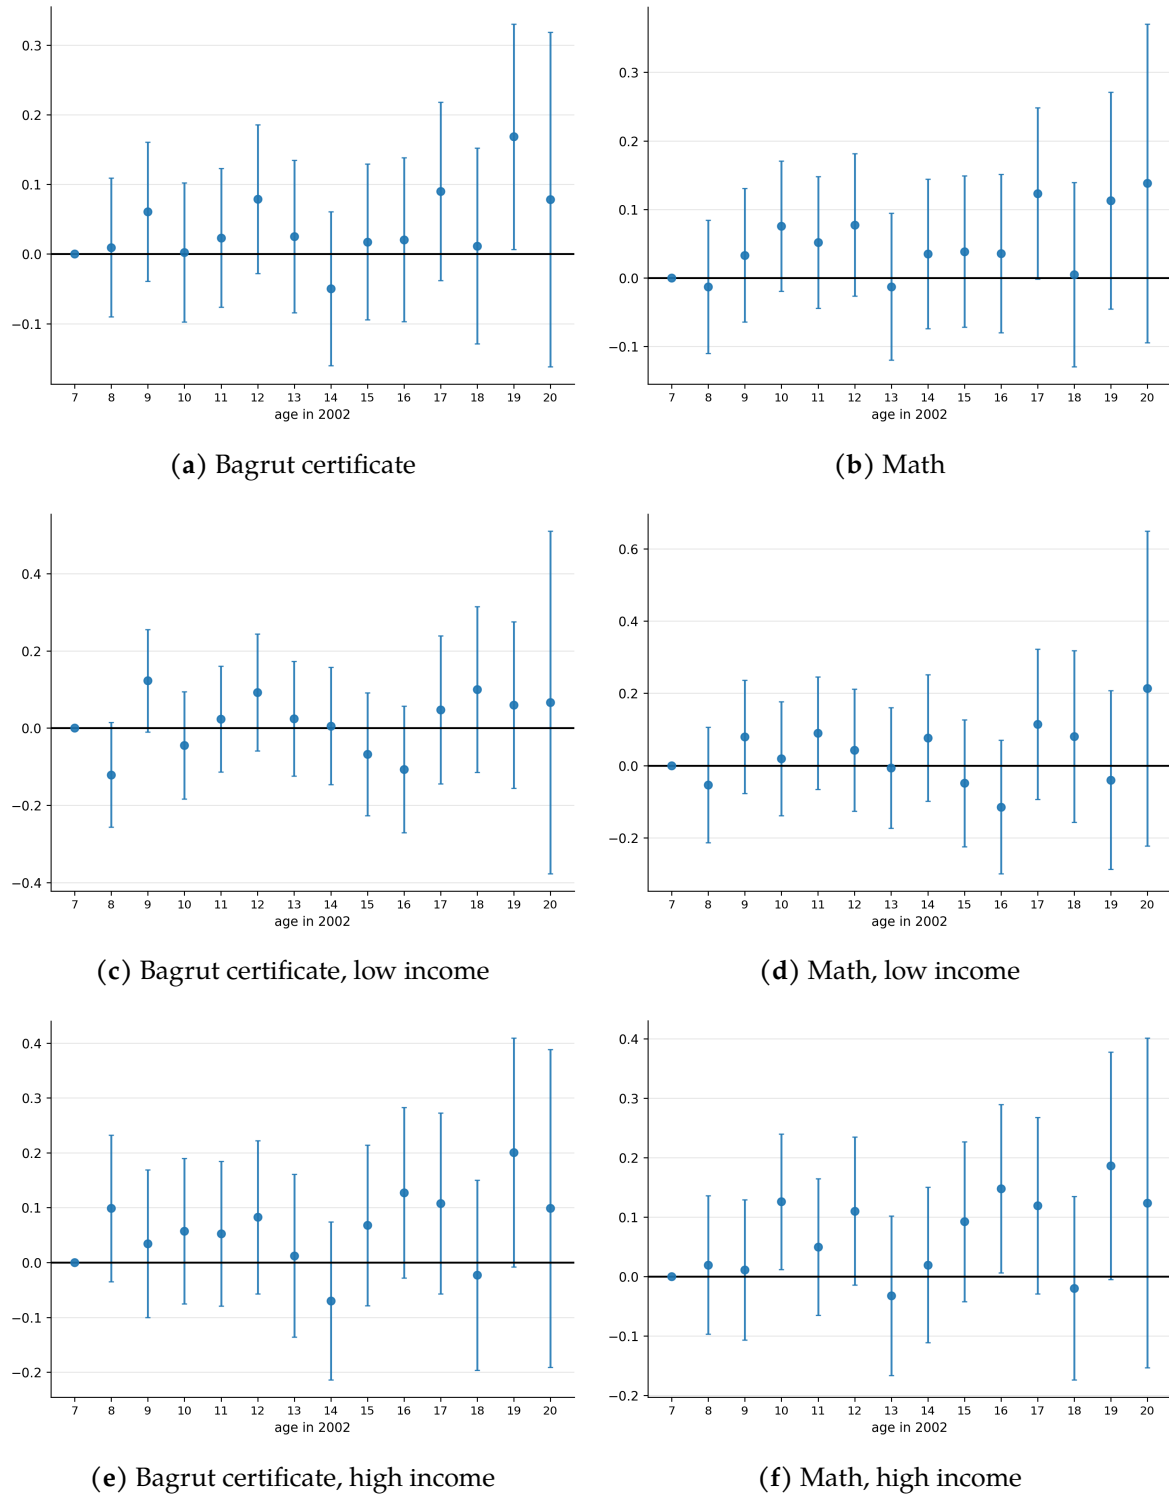 0.3
0.2
0.1
0.0
−0.1
7 8 9 10 11 12 13 14 15 16 17 18 19 20
age in 2002
(a) Bagrut certificate
0.3
0.2
0.1
0.0
−0.1
7 8 9 10 11 12 13 14 15 16 17 18 19 20
age in 2002
(b) Math
0.4
0.2
0.0
−0.2
−0.4
7 8 9 10 11 12 13 14 15 16 17 18 19 20
age in 2002
(c) Bagrut certificate, low income
0.6
0.4
0.2
0.0
−0.2
7 8 9 10 11 12 13 14 15 16 17 18 19 20
age in 2002
(d) Math, low income
0.4
0.3
0.2
0.1
0.0
−0.1
−0.2
7 8 9 10 11 12 13 14 15 16 17 18 19 20
age in 2002
(e) Bagrut certificate, high income
0.4
0.3
0.2
0.1
0.0
−0.1
−0.2
7 8 9 10 11 12 13 14 15 16 17 18 19 20
age in 2002
(f) Math, high income